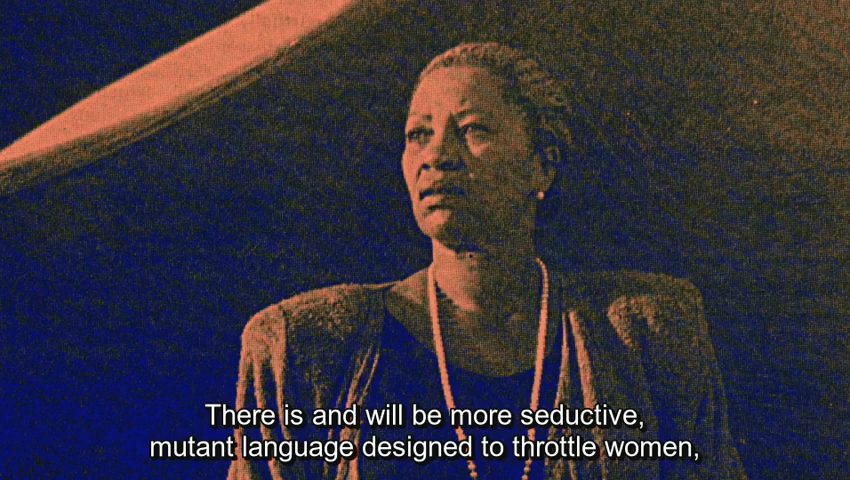 There is and will be more seductive,
mutant language designed to throttle women,